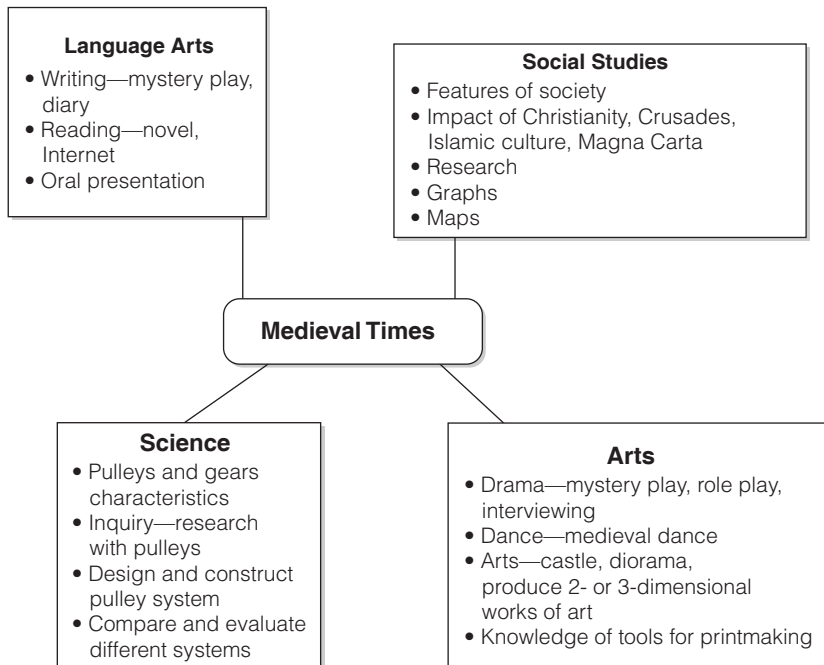 Language Arts
• Writing—mystery play,
diary
• Reading—novel,
Internet
• Oral presentation
Social Studies
• Features of society
• Impact of Christianity, Crusades,
Islamic culture, Magna Carta
• Research
• Graphs
• Maps
Medieval Times
Science
• Pulleys and gears
characteristics
• Inquiry—research
with pulleys
• Design and construct
pulley system
• Compare and evaluate
different systems
Arts
• Drama—mystery play, role play,
interviewing
• Dance—medieval dance
• Arts—castle, diorama,
produce 2- or 3-dimensional
works of art
• Knowledge of tools for printmaking